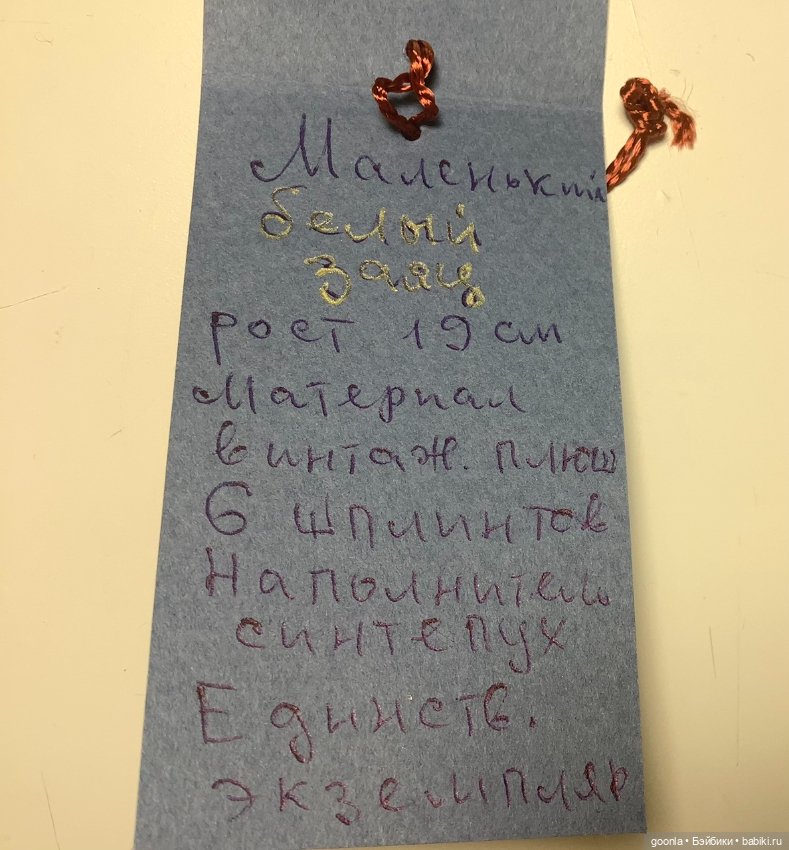 Маленький
белый
заяц
рост 19 см
Материал
винтаж. плюш
6 шплинтов
Наполнитель
синтепух
Единств.
экземпляр
goonla • Бэйбики • babiki.ru